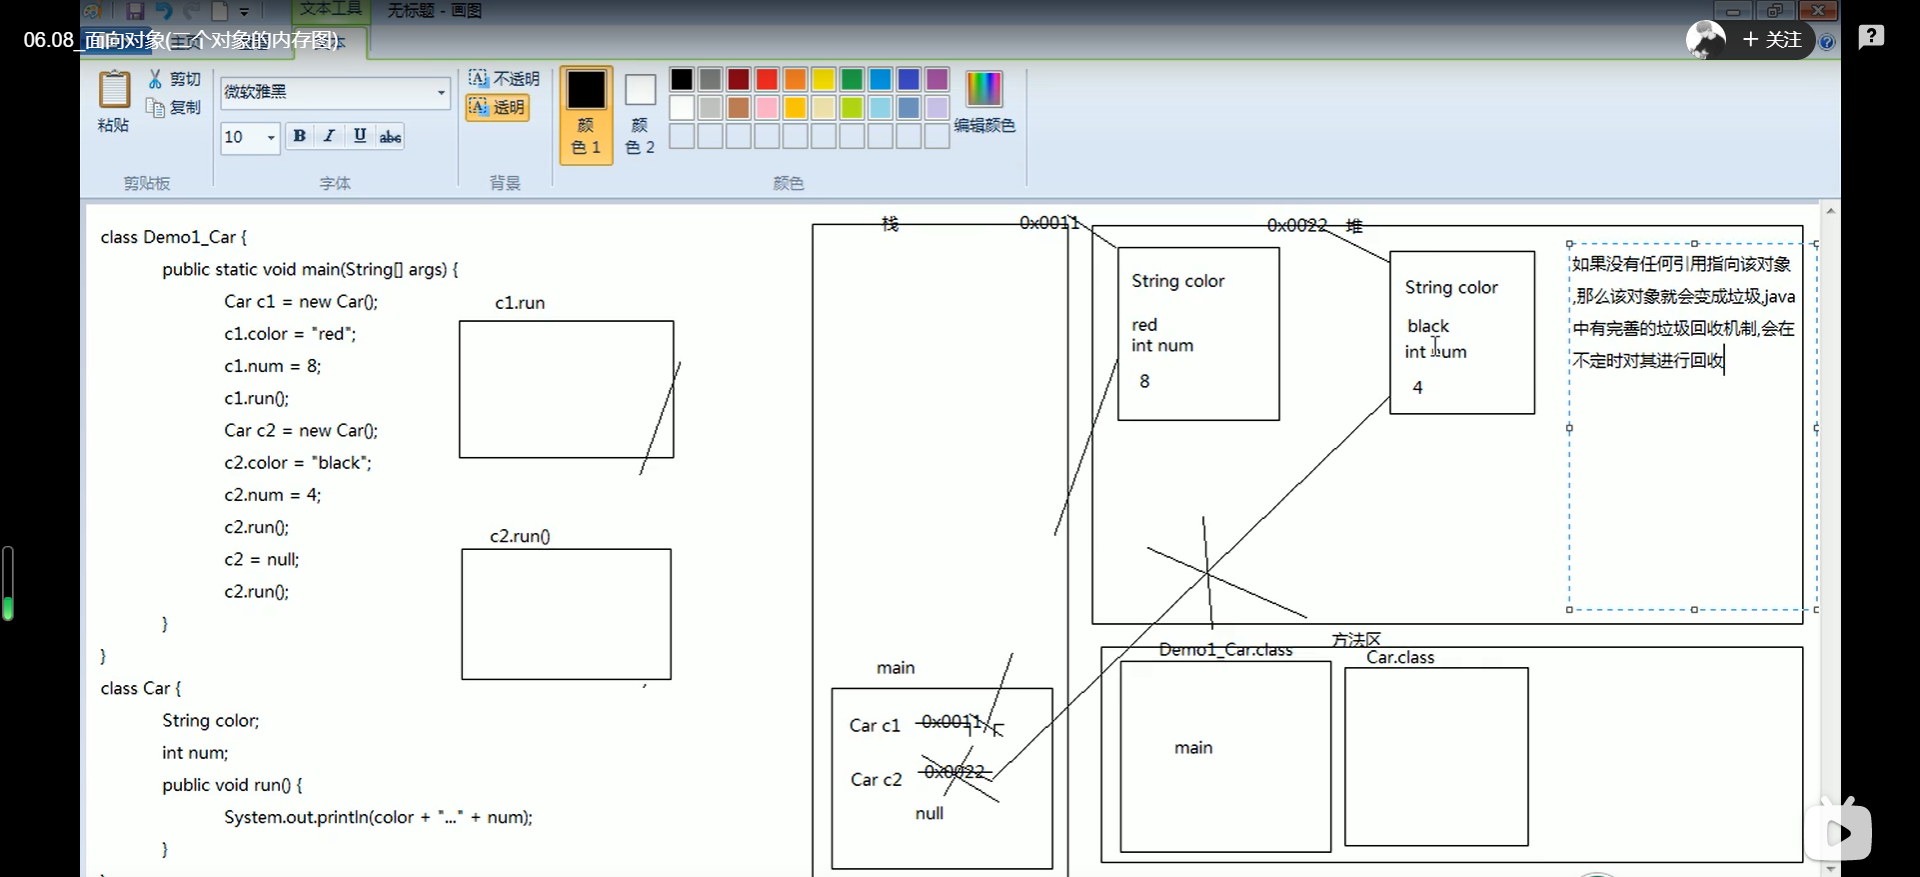 文本工具
无标题 - 画图
06.08_面向对象(三个对象的内存图)
主页
文本
+ 关注
粘贴
剪切
复制
剪贴板
微软雅黑
10
B I U abc
字体
不透明
透明
背景
颜
色 1
颜
色 2
编辑颜色
颜色
class Demo1_Car {
public static void main(String[] args) {
Car c1 = new Car();
c1.color = "red";
c1.num = 8;
c1.run();
Car c2 = new Car();
c2.color = "black";
c2.num = 4;
c2.run();
c2 = null;
c2.run();
}
}
class Car {
String color;
int num;
public void run() {
System.out.println(color + "..." + num);
}
c1.run
c2.run()
栈
main
Car c1 0x0011
Car c2 0x0022
null
0x0011
0x0022 堆
String color
red
int num
8
String color
black
int num
4
如果没有任何引用指向该对象
,那么该对象就会变成垃圾,java
中有完善的垃圾回收机制,会在
不定时对其进行回收
方法区
Demo1_Car.class
main
Car.class